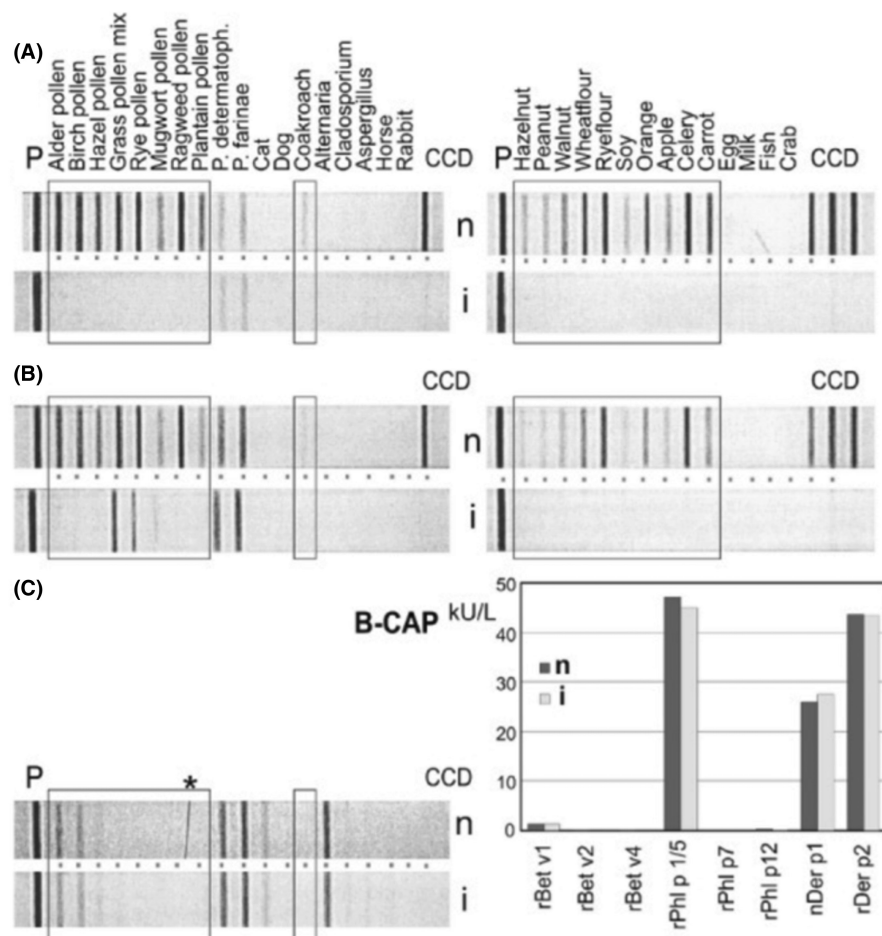 (A)
P Alder pollen Birch pollen Hazel pollen Grass pollen mix Rye pollen Mugwort pollen Ragweed pollen Plantain pollen P. dermatoph. P. farinae Cat Dog Coakroach Alternaria Cladosporium Aspergillus Horse Rabbit CCD
P Hazelnut Peanut Walnut Wheatflour Ryeflour Soy Orange Apple Celery Carrot Egg Milk Fish Crab CCD
n
i
(B)
CCD CCD
n
i
(C)
B-CAP kU/L
50
40
30
20
10
0
n
i
rBet v1 rBet v2 rBet v4 rPhl p 1/5 rPhl p7 rPhl p12 nDer p1 rDer p2
P * CCD
n
i